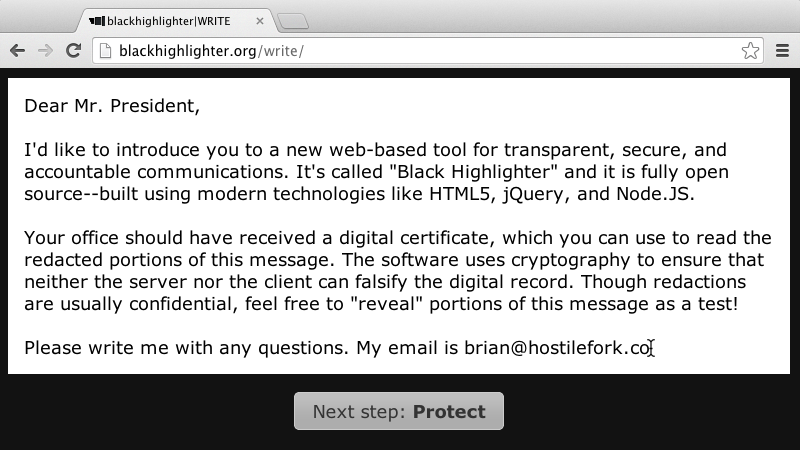 blackhighlighter|WRITE
blackhighlighter.org/write/
Dear Mr. President,
I'd like to introduce you to a new web-based tool for transparent, secure, and
accountable communications. It's called "Black Highlighter" and it is fully open
source--built using modern technologies like HTML5, jQuery, and Node.JS.
Your office should have received a digital certificate, which you can use to read the
redacted portions of this message. The software uses cryptography to ensure that
neither the server nor the client can falsify the digital record. Though redactions
are usually confidential, feel free to "reveal" portions of this message as a test!
Please write me with any questions. My email is brian@hostilefork.co
Next step: Protect